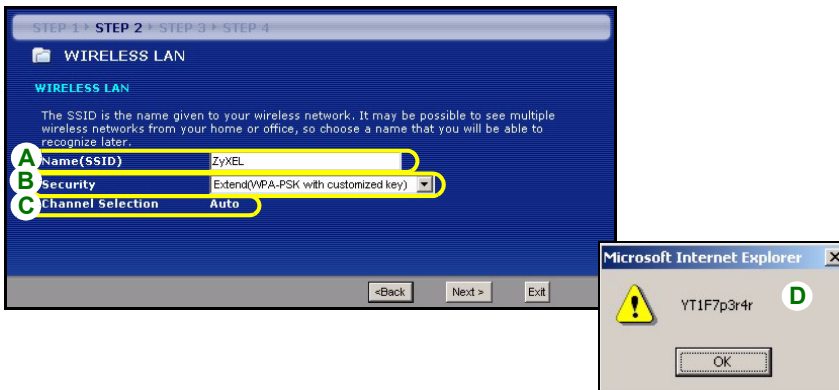 STEP 1 STEP 2 STEP 3 STEP 4
WIRELESS LAN
WIRELESS LAN
The SSID is the name given to your wireless network. It may be possible to see multiple
wireless networks from your home or office, so choose a name that you will be able to
recognize later.
A Name(SSID) ZyXEL
B Security Extend(WPA-PSK with customized key)
C Channel Selection Auto
<Back Next > Exit
Microsoft Internet Explorer X
YT1F7p3r4r D
OK